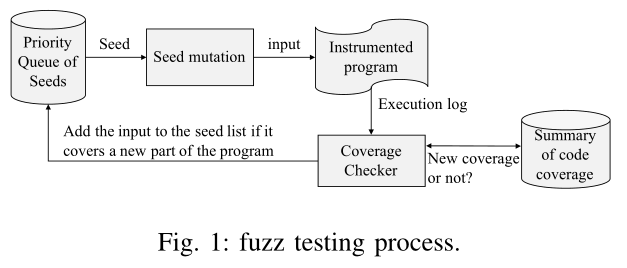 Priority
Queue of
Seeds
Seed
Seed mutation
input
Instrumented
program
Execution log
Add the input to the seed list if it
covers a new part of the program
Coverage
Checker
New coverage
or not?
Summary
of code
coverage
Fig. 1: fuzz testing process.